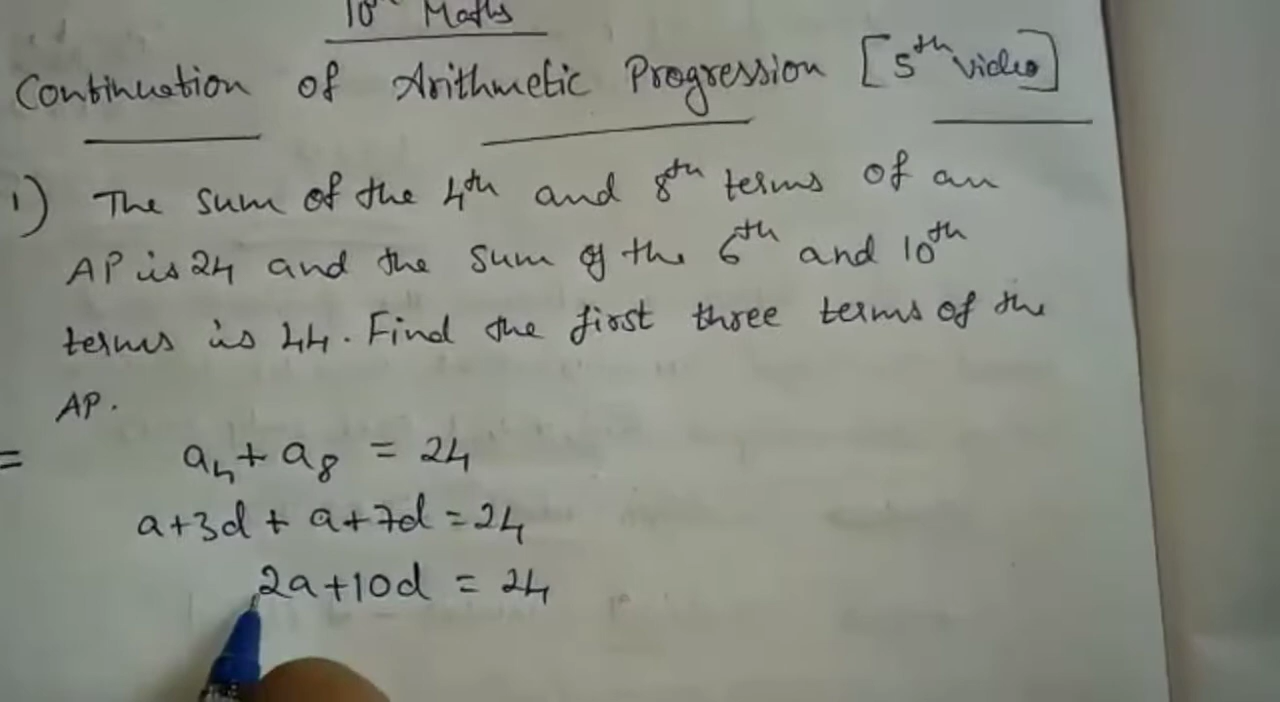 10th Maths
Continuation of Arithmetic Progression [5th video]
1) The sum of the 4th and 8th terms of an
AP is 24 and the sum of the 6th and 10th
terms is 44. Find the first three terms of the
AP.
= a₄ + a₈ = 24
a+3d + a+7d = 24
2a+10d = 24